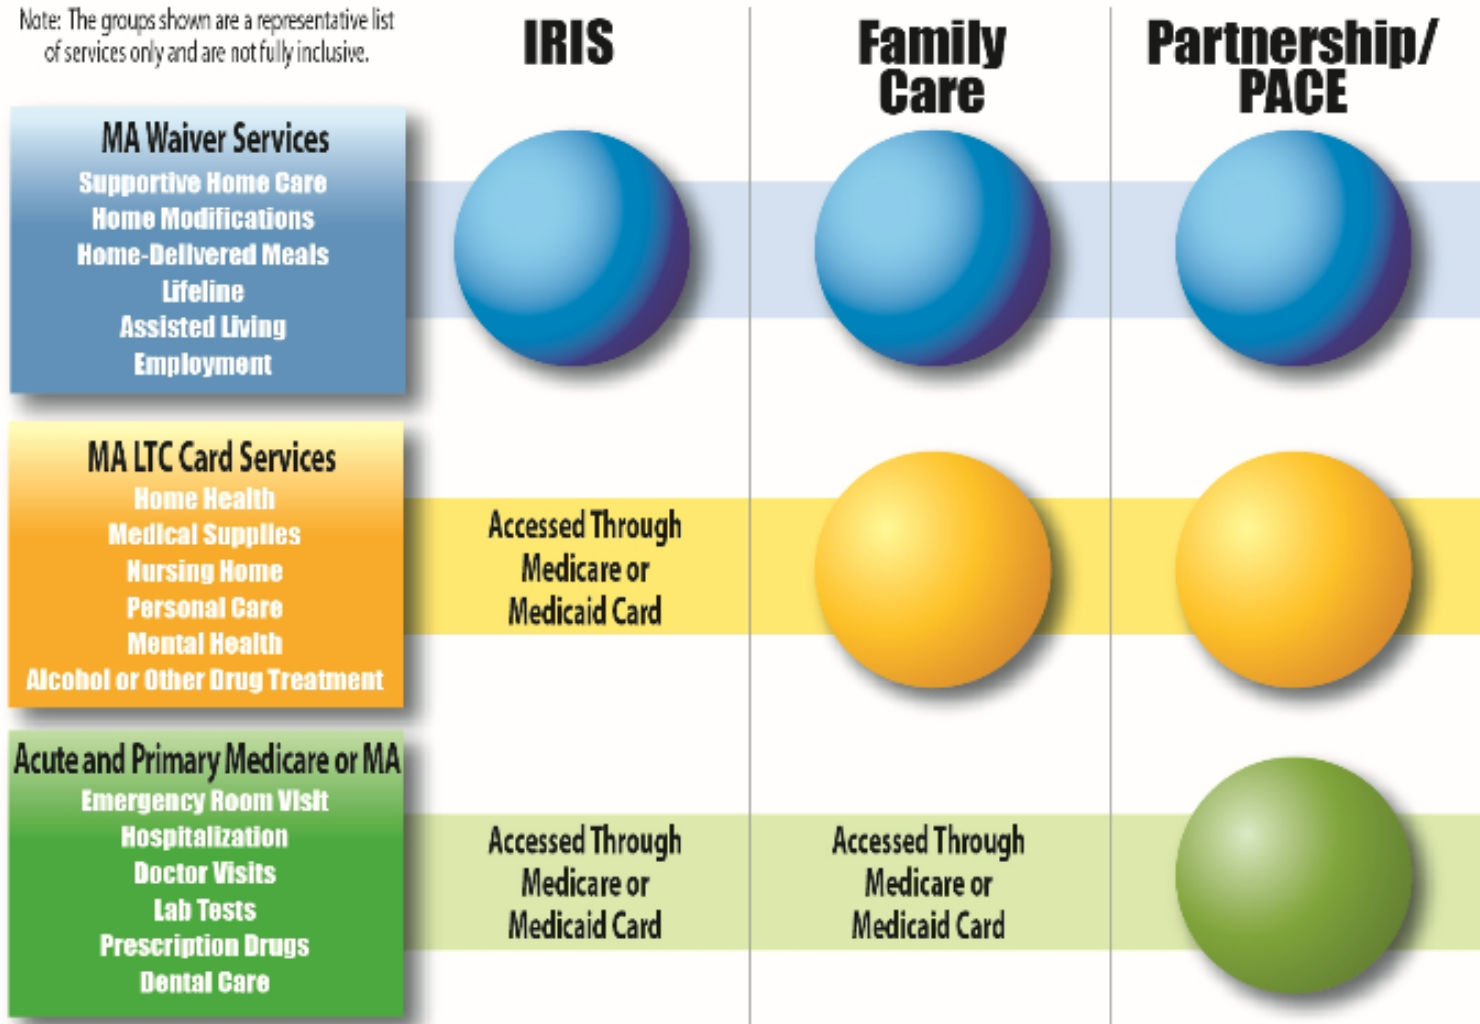 Note: The groups shown are a representative list
of services only and are not fully inclusive.
IRIS
Family
Care
Partnership/
PACE
MA Waiver Services
Supportive Home Care
Home Modifications
Home-Delivered Meals
Lifeline
Assisted Living
Employment
MA LTC Card Services
Home Health
Medical Supplies
Nursing Home
Personal Care
Mental Health
Alcohol or Other Drug Treatment
Accessed Through
Medicare or
Medicaid Card
Acute and Primary Medicare or MA
Emergency Room Visit
Hospitalization
Doctor Visits
Lab Tests
Prescription Drugs
Dental Care
Accessed Through
Medicare or
Medicaid Card
Accessed Through
Medicare or
Medicaid Card